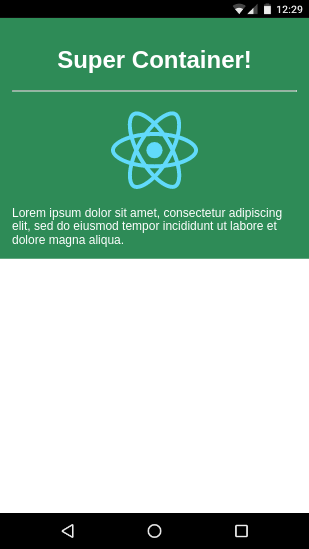 12:29
Super Container!
Lorem ipsum dolor sit amet, consectetur adipiscing
elit, sed do eiusmod tempor incididunt ut labore et
dolore magna aliqua.